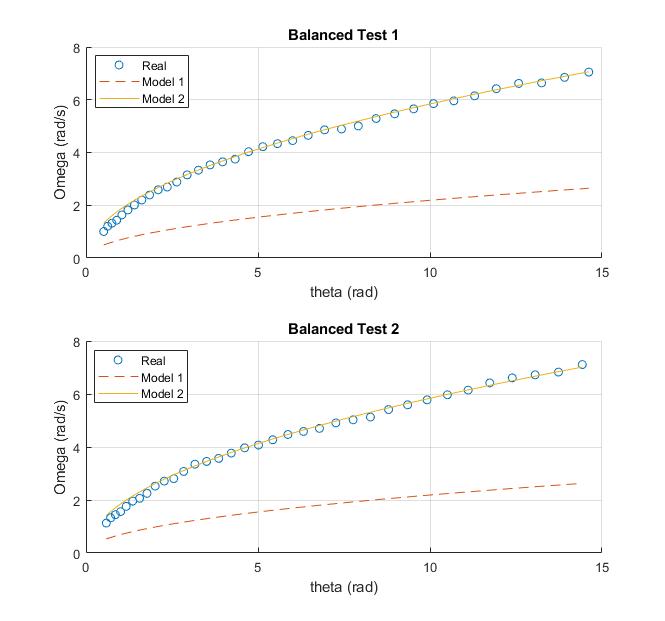 Balanced Test 1
8
6
4
2
0
Omega (rad/s)
Real
Model 1
Model 2
0 5 10 15
theta (rad)
Balanced Test 2
8
6
4
2
0
Omega (rad/s)
Real
Model 1
Model 2
0 5 10 15
theta (rad)